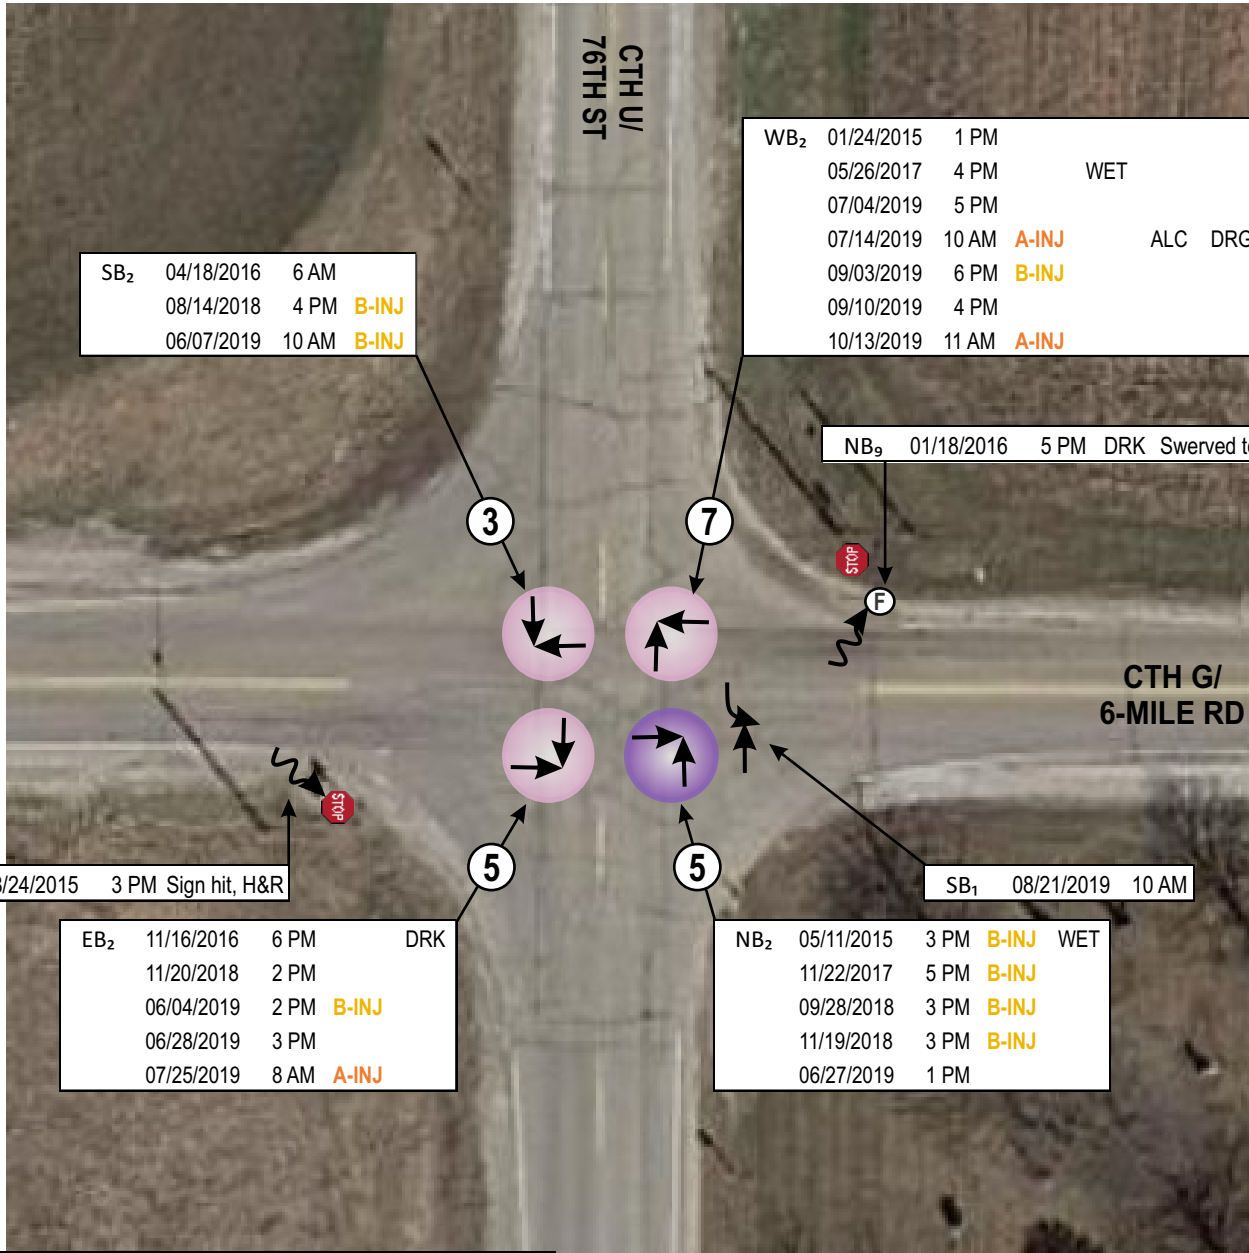 CTH U/
76TH ST
WB₂ 01/24/2015 1 PM
05/26/2017 4 PM WET
07/04/2019 5 PM
07/14/2019 10 AM A-INJ ALC DRG
09/03/2019 6 PM B-INJ
09/10/2019 4 PM
10/13/2019 11 AM A-INJ
SB₂ 04/18/2016 6 AM
08/14/2018 4 PM B-INJ
06/07/2019 10 AM B-INJ
NB₉ 01/18/2016 5 PM DRK Swerved to
3
7
STOP
F
CTH G/
6-MILE RD
STOP
5
5
/24/2015 3 PM Sign hit, H&R
SB₁ 08/21/2019 10 AM
EB₂ 11/16/2016 6 PM DRK
11/20/2018 2 PM
06/04/2019 2 PM B-INJ
06/28/2019 3 PM
07/25/2019 8 AM A-INJ
NB₂ 05/11/2015 3 PM B-INJ WET
11/22/2017 5 PM B-INJ
09/28/2018 3 PM B-INJ
11/19/2018 3 PM B-INJ
06/27/2019 1 PM